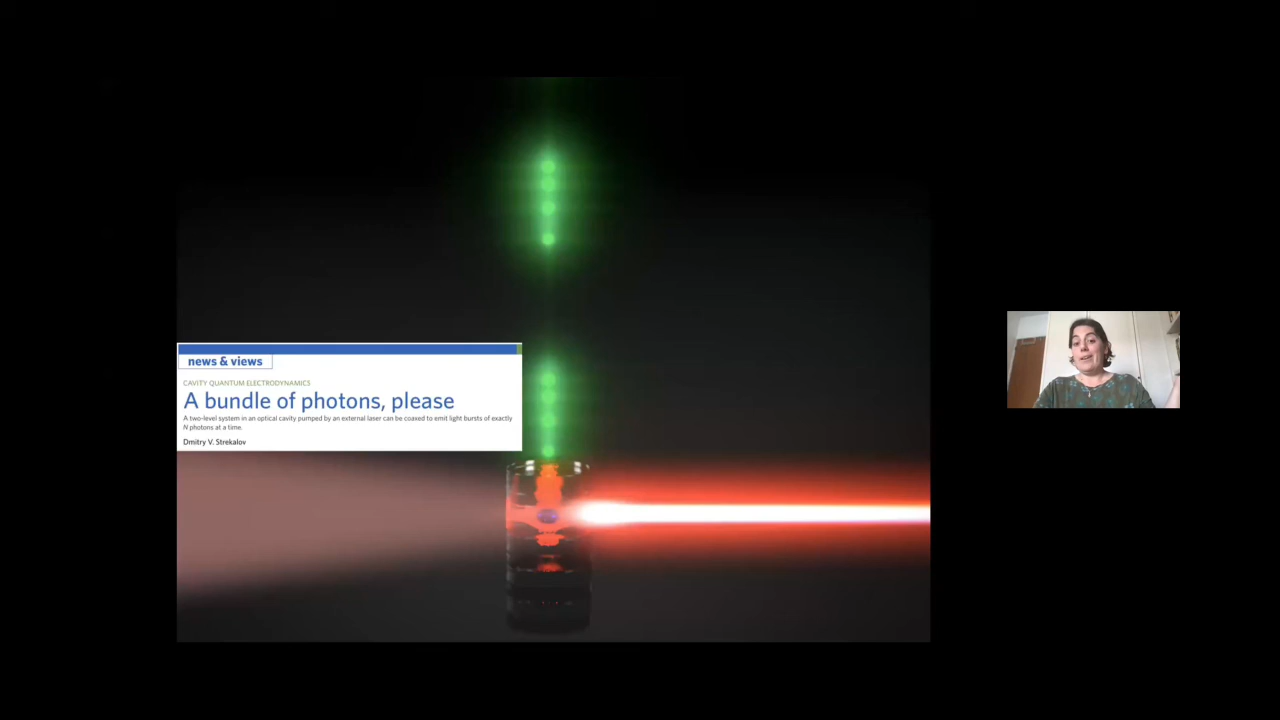 news & views
CAVITY QUANTUM ELECTRODYNAMICS
A bundle of photons, please
A two-level system in an optical cavity pumped by an external laser can be coaxed to emit light bursts of exactly
N photons at a time.
Dmitry V. Strekalov